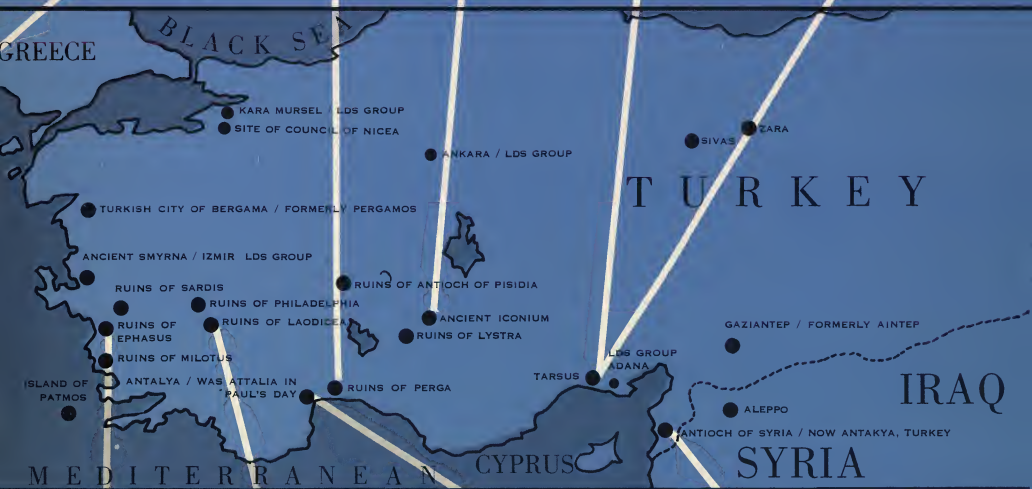 BLACK SEA
GREECE
KARA MURSEL / LDS GROUP
SITE OF COUNCIL OF NICEA
ANKARA / LDS GROUP
ZARA
SIVAS
TURKEY
TURKISH CITY OF BERGAMA / FORMERLY PERGAMOS
ANCIENT SMYRNA / IZMIR LDS GROUP
RUINS OF SARDIS
RUINS OF ANTIOCH OF PISIDIA
RUINS OF PHILADELPHIA
RUINS OF LAODICEA
ANCIENT ICONIUM
RUINS OF
EPHASUS
RUINS OF LYSTRA
GAZIANTEP / FORMERLY AINTEP
RUINS OF MILOTUS
LDS GROUP
ADANA
TARSUS
ISLAND OF
PATMOS
ANTALYA / WAS ATTALIA IN
PAUL'S DAY
RUINS OF PERGA
IRAQ
ALEPPO
ANTIOCH OF SYRIA / NOW ANTAKYA, TURKEY
MEDITERRANEAN
CYPRUS
SYRIA